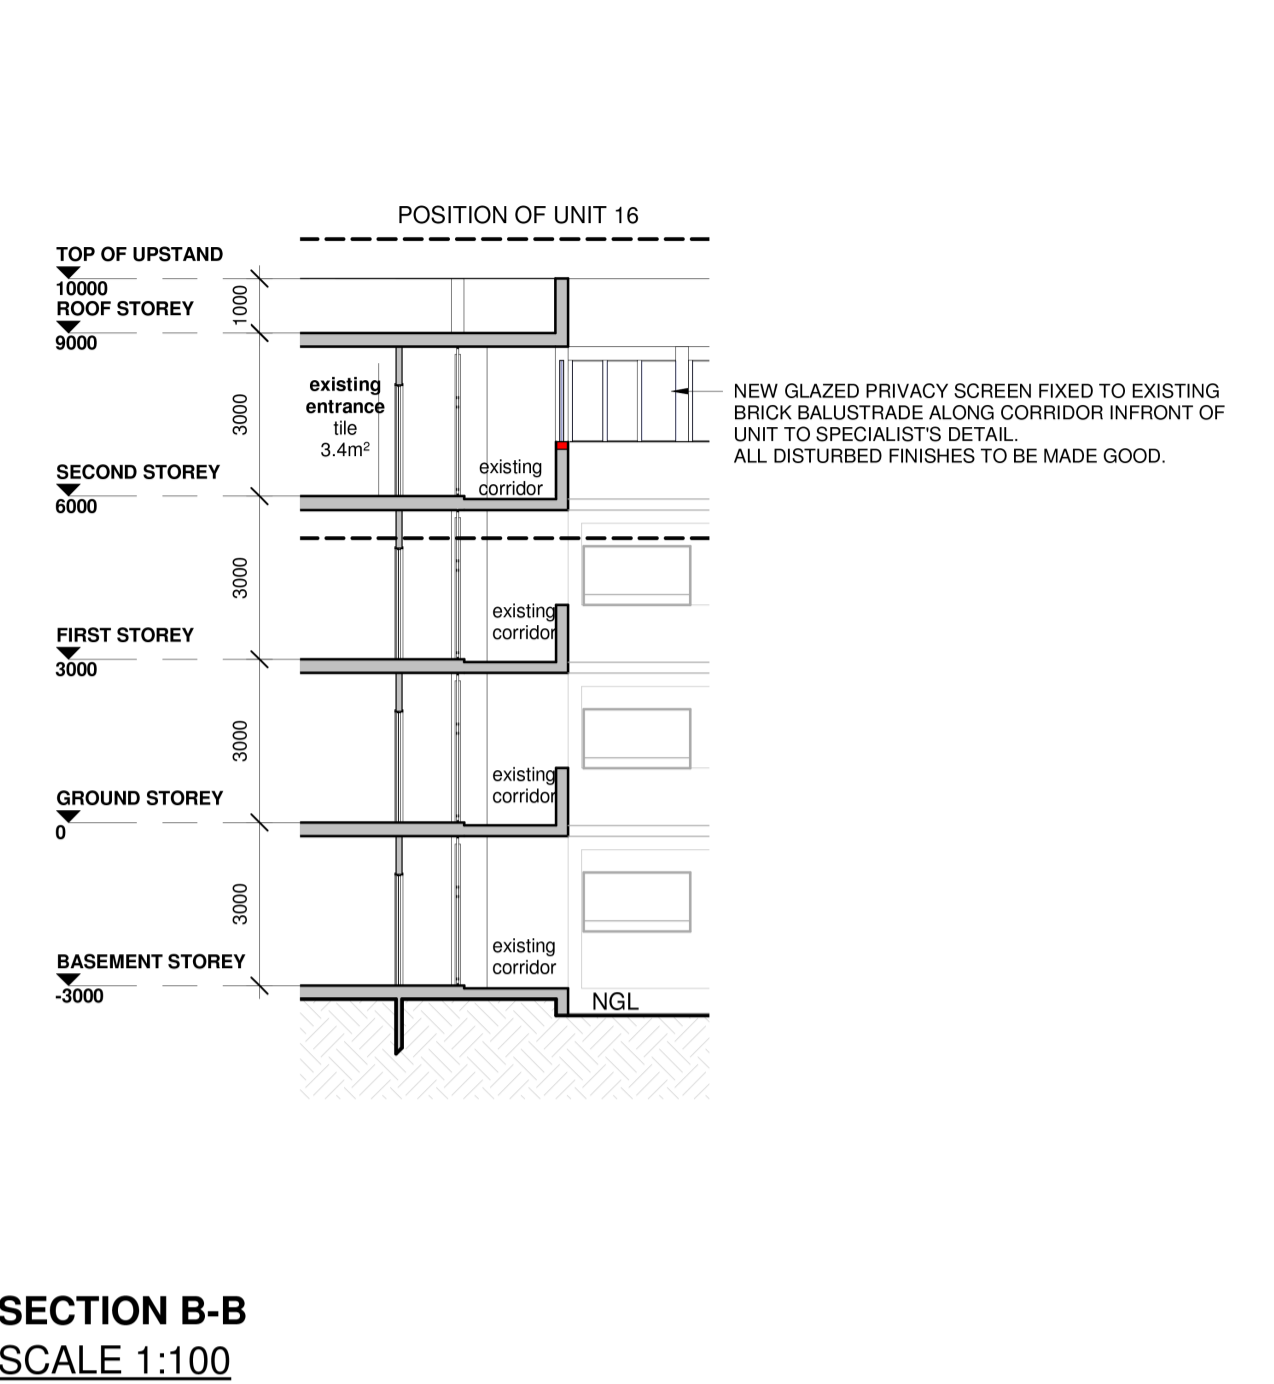 POSITION OF UNIT 16
TOP OF UPSTAND
10000
1000
ROOF STOREY
9000
3000
existing
entrance
tile
3.4m²
NEW GLAZED PRIVACY SCREEN FIXED TO EXISTING
BRICK BALUSTRADE ALONG CORRIDOR INFRONT OF
UNIT TO SPECIALIST'S DETAIL.
ALL DISTURBED FINISHES TO BE MADE GOOD.
existing
corridor
SECOND STOREY
6000
3000
existing
corridor
FIRST STOREY
3000
3000
existing
corridor
GROUND STOREY
0
3000
existing
corridor
BASEMENT STOREY
-3000
NGL
SECTION B-B
SCALE 1:100